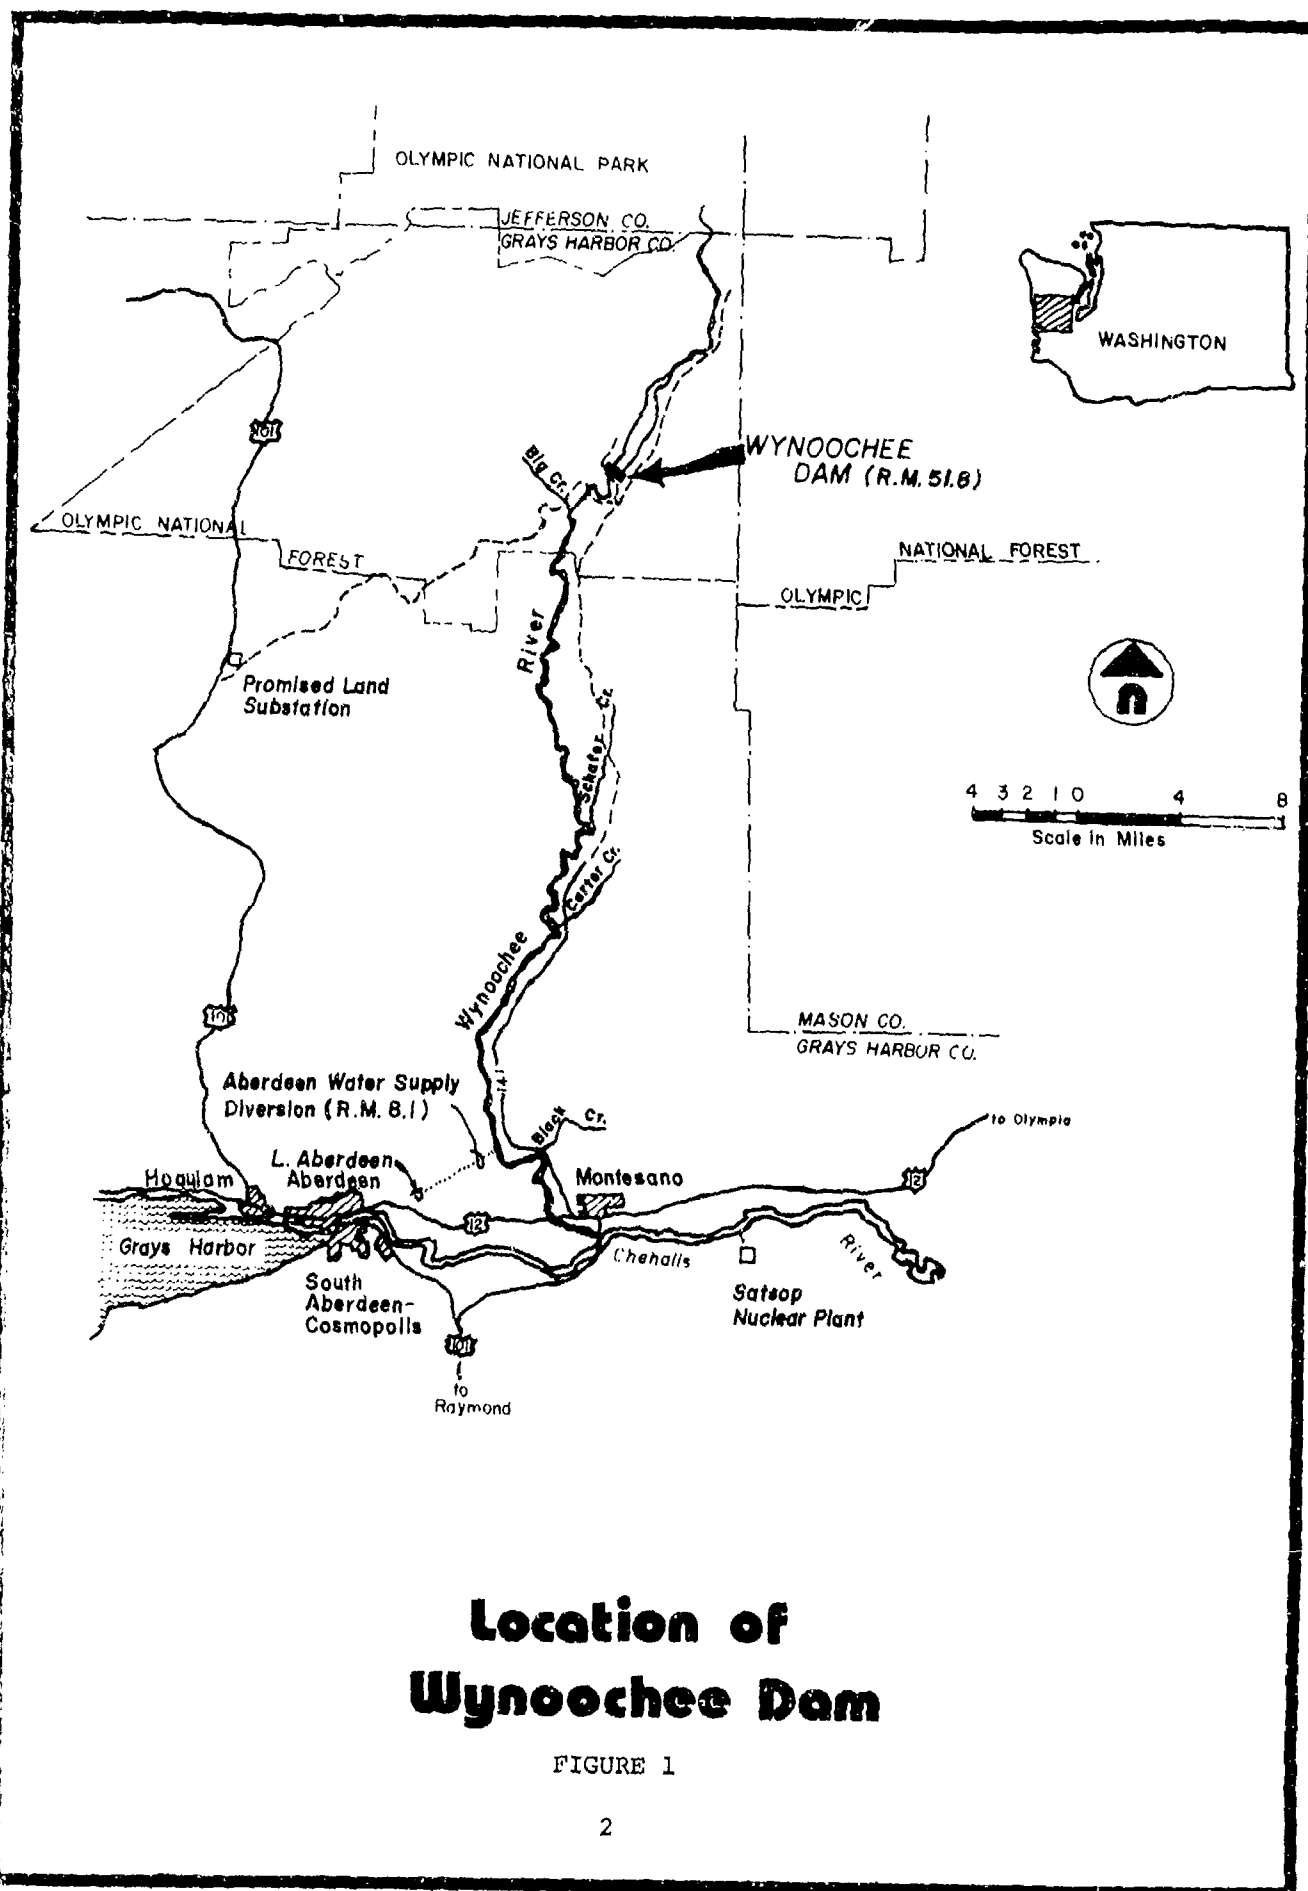 OLYMPIC NATIONAL PARK
JEFFERSON CO.
GRAYS HARBOR CO.
WASHINGTON
101
WYNOOCHEE
DAM (R.M. 51.8)
Big Cr.
OLYMPIC NATIONAL
FOREST
NATIONAL FOREST
OLYMPIC
River
Promised Land
Substation
n
Schafer Cr.
4 3 2 1 0 4 8
Scale in Miles
Carter Cr.
Wynoochee
101
MASON CO.
GRAYS HARBOR CO.
141
Aberdeen Water Supply
Diversion (R.M. 8.1)
Black Cr.
to Olympia
L. Aberdeen
Aberdeen
Hoquiam
Montesano
12
12
Grays Harbor
Chehalis
River
South
Aberdeen-
Cosmopolis
Satsop
Nuclear Plant
101
to
Raymond
Location of
Wynoochee Dam
FIGURE 1
2